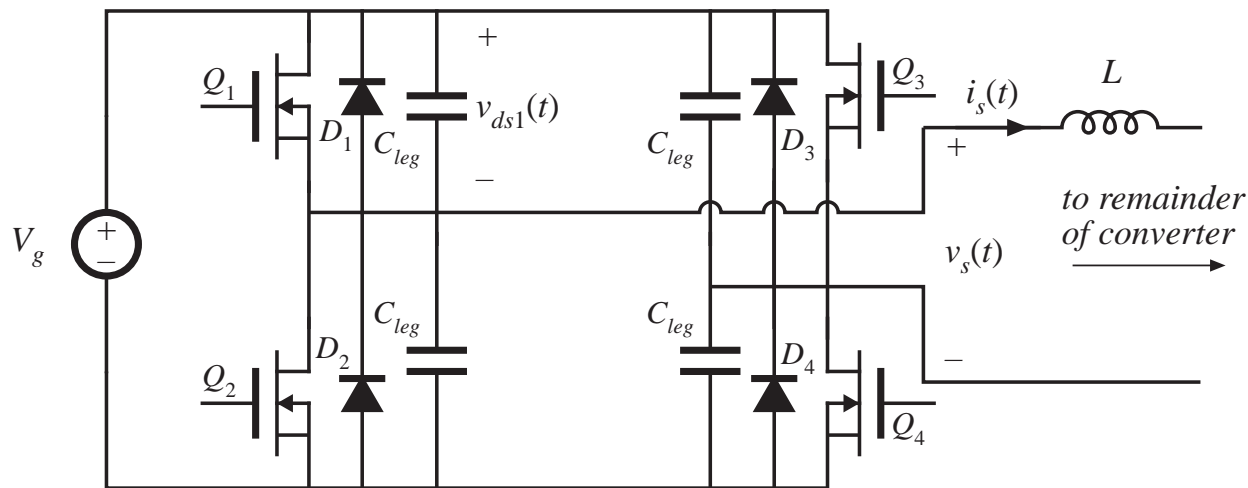 +
Q1
D1
Cleg
vds1(t)
–
Cleg
D3
Q3
is(t)
L
+
Vg
+
–
to remainder
of converter
vs(t)
Cleg
D2
Q2
Cleg
D4
Q4
–